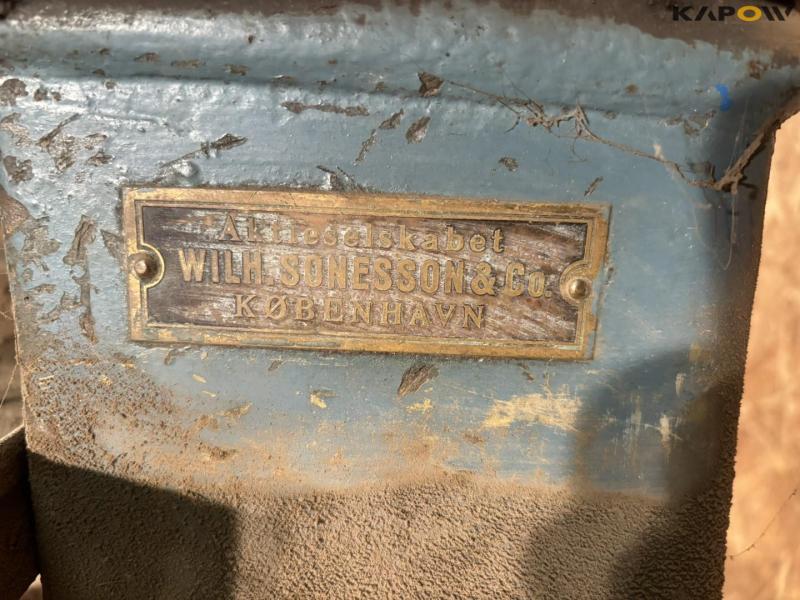 KAPOW
Aktieselskabet
WILH. SONESSON & Co.
KØBENHAVN